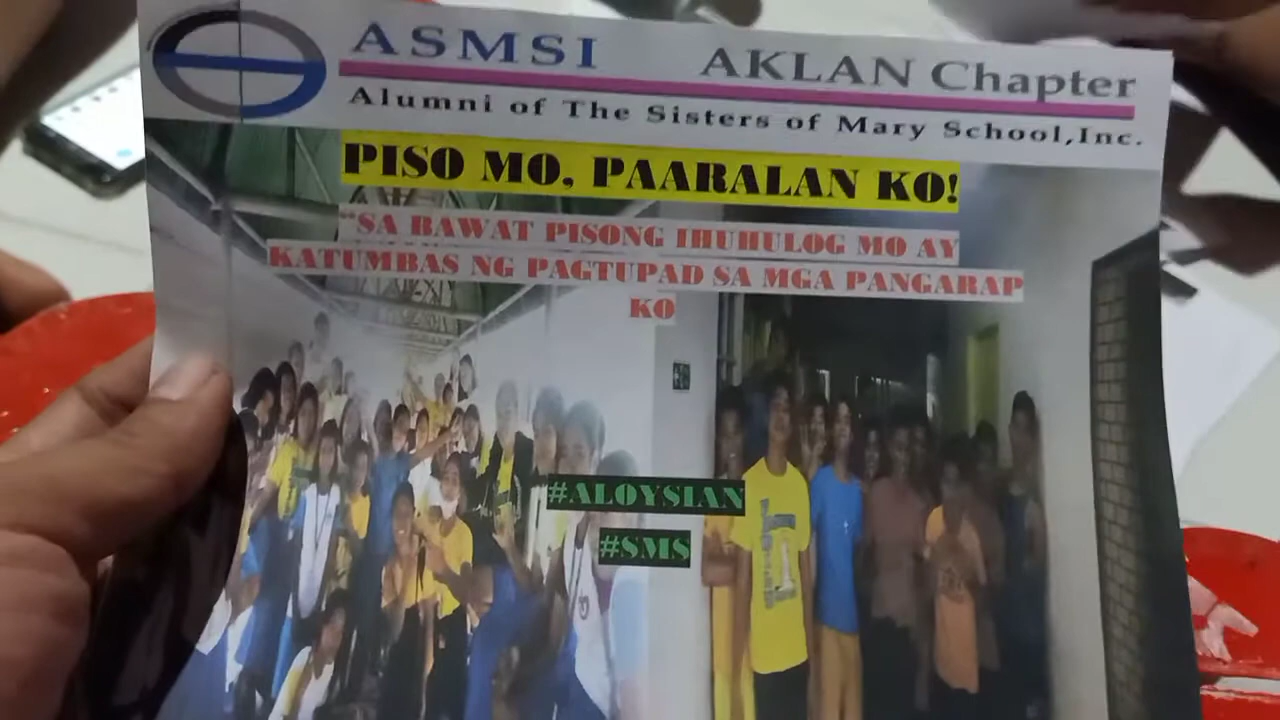 ASMSI AKLAN Chapter
Alumni of The Sisters of Mary School,Inc.
PISO MO, PAARALAN KO!
"SA BAWAT PISONG IHUHULOG MO AY
KATUMBAS NG PAGTUPAD SA MGA PANGARAP
KO
#ALOYSIAN
#SMS